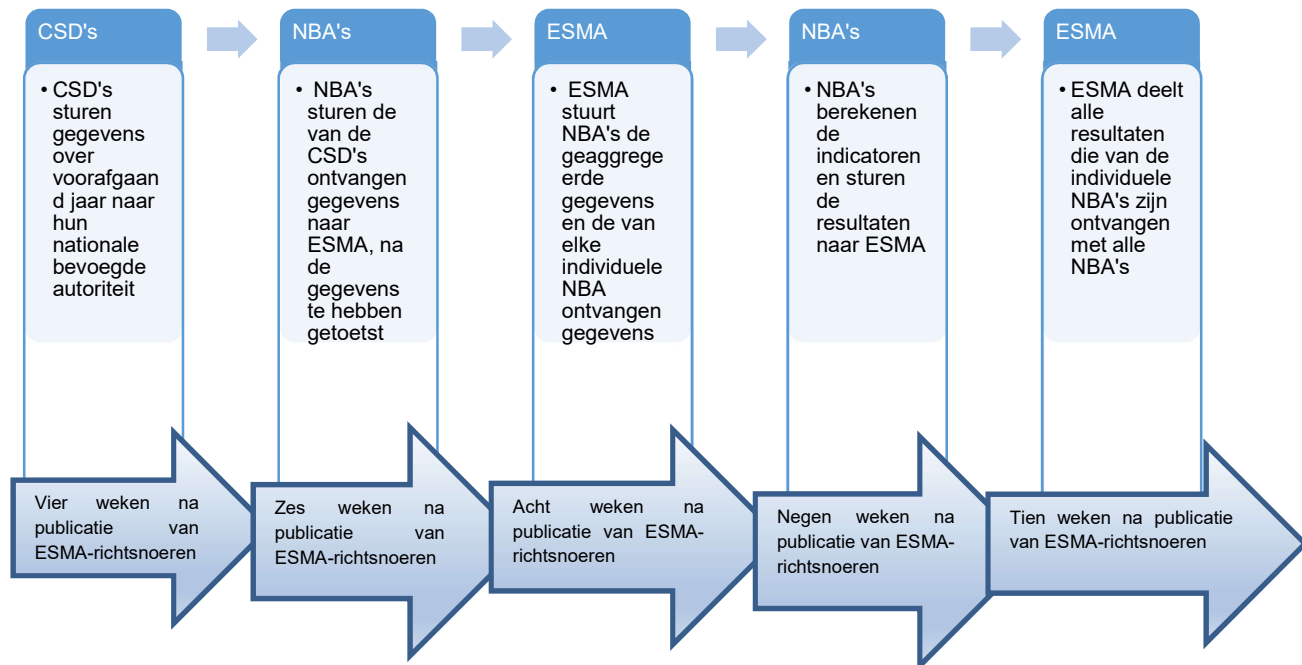 CSD's
• CSD's
sturen
gegevens
over
voorafgaan
d jaar naar
hun
nationale
bevoegde
autoriteit
Vier weken na
publicatie van
ESMA-richtsnoeren
NBA's
• NBA's
sturen de
van de
CSD's
ontvangen
gegevens
naar
ESMA, na
de
gegevens
te hebben
getoetst
Zes weken na
publicatie van
ESMA-richtsnoeren
ESMA
• ESMA
stuurt
NBA's de
geaggrege
erde
gegevens
en de van
elke
individuele
NBA
ontvangen
gegevens
Acht weken na
publicatie van ESMA-
richtsnoeren
NBA's
• NBA's
berekenen
de
indicatoren
en sturen
de
resultaten
naar ESMA
Negen weken na
publicatie van ESMA-
richtsnoeren
ESMA
• ESMA deelt
alle
resultaten
die van de
individuele
NBA's zijn
ontvangen
met alle
NBA's
Tien weken na publicatie
van ESMA-richtsnoeren